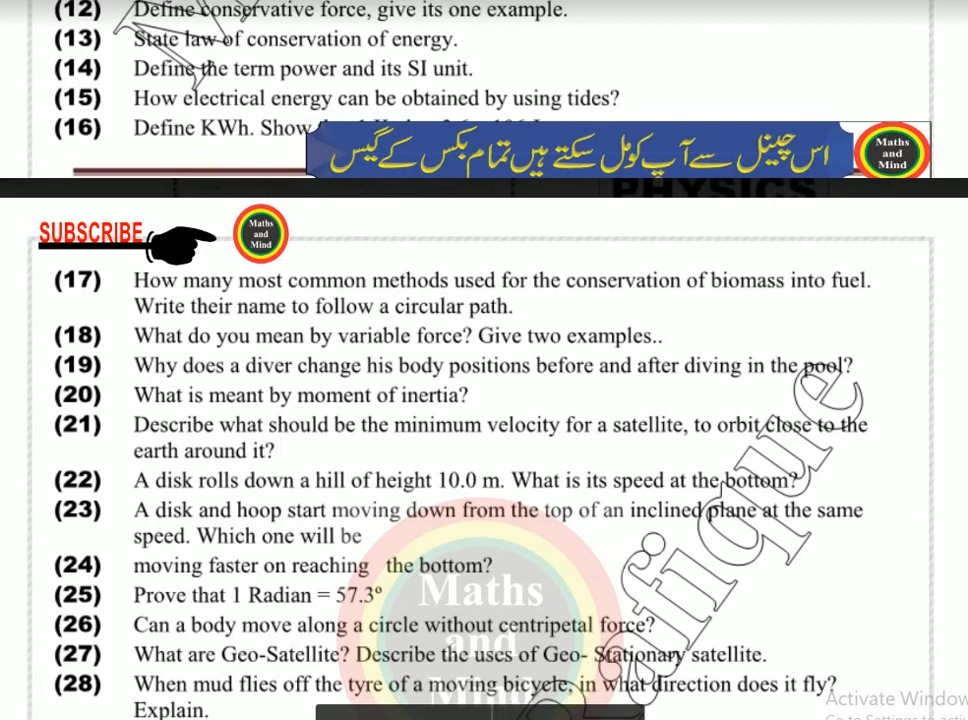 (12) Define conservative force, give its one example.
(13) State law of conservation of energy.
(14) Define the term power and its SI unit.
(15) How electrical energy can be obtained by using tides?
(16) Define KWh. Show
اس چینل سے آپ کو مل سکتے ہیں تمام بکس کے گیس
Maths
and
Mind
PHYSICS
SUBSCRIBE
Maths
and
Mind
(17) How many most common methods used for the conservation of biomass into fuel.
Write their name to follow a circular path.
(18) What do you mean by variable force? Give two examples..
(19) Why does a diver change his body positions before and after diving in the pool?
(20) What is meant by moment of inertia?
(21) Describe what should be the minimum velocity for a satellite, to orbit close to the
earth around it?
(22) A disk rolls down a hill of height 10.0 m. What is its speed at the bottom?
(23) A disk and hoop start moving down from the top of an inclined plane at the same
speed. Which one will be
(24) moving faster on reaching the bottom?
(25) Prove that 1 Radian = 57.3º
(26) Can a body move along a circle without centripetal force?
(27) What are Geo-Satellite? Describe the uses of Geo- Stationary satellite.
(28) When mud flies off the tyre of a moving bicycle, in what direction does it fly?
Explain.
Maths
and
Mind
afique
Activate Window